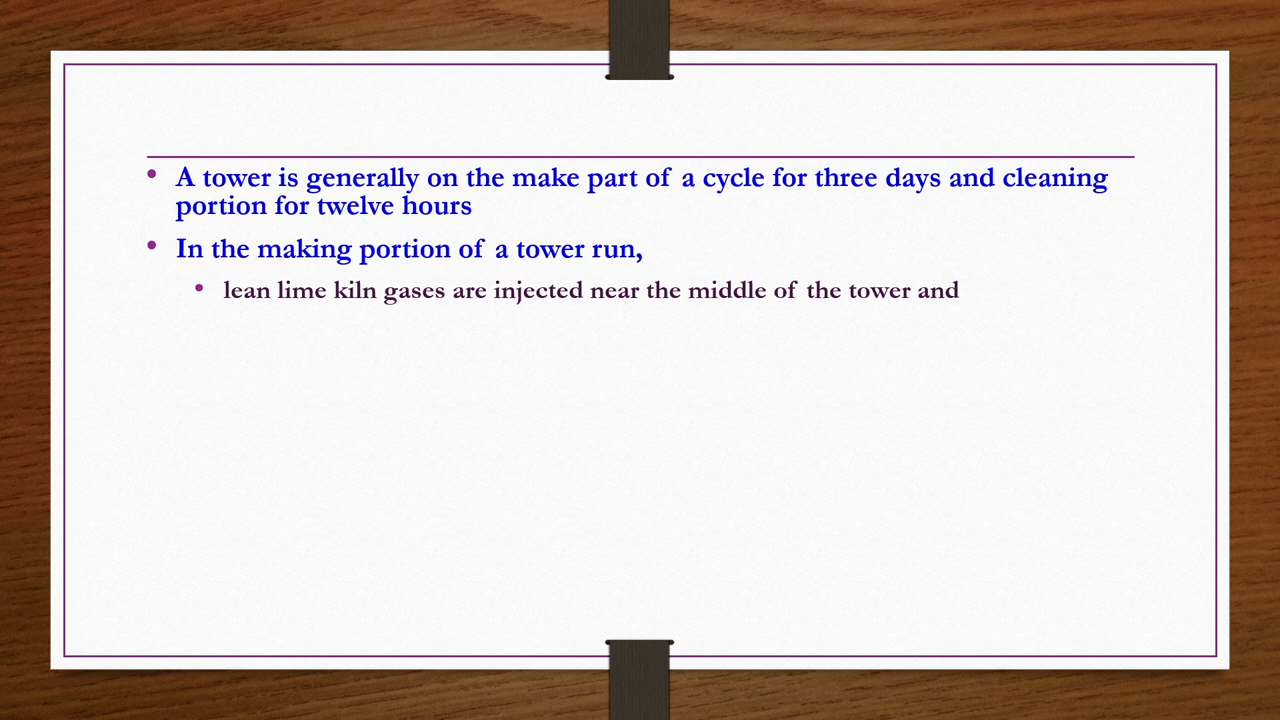 • A tower is generally on the make part of a cycle for three days and cleaning
portion for twelve hours
• In the making portion of a tower run,
• lean lime kiln gases are injected near the middle of the tower and